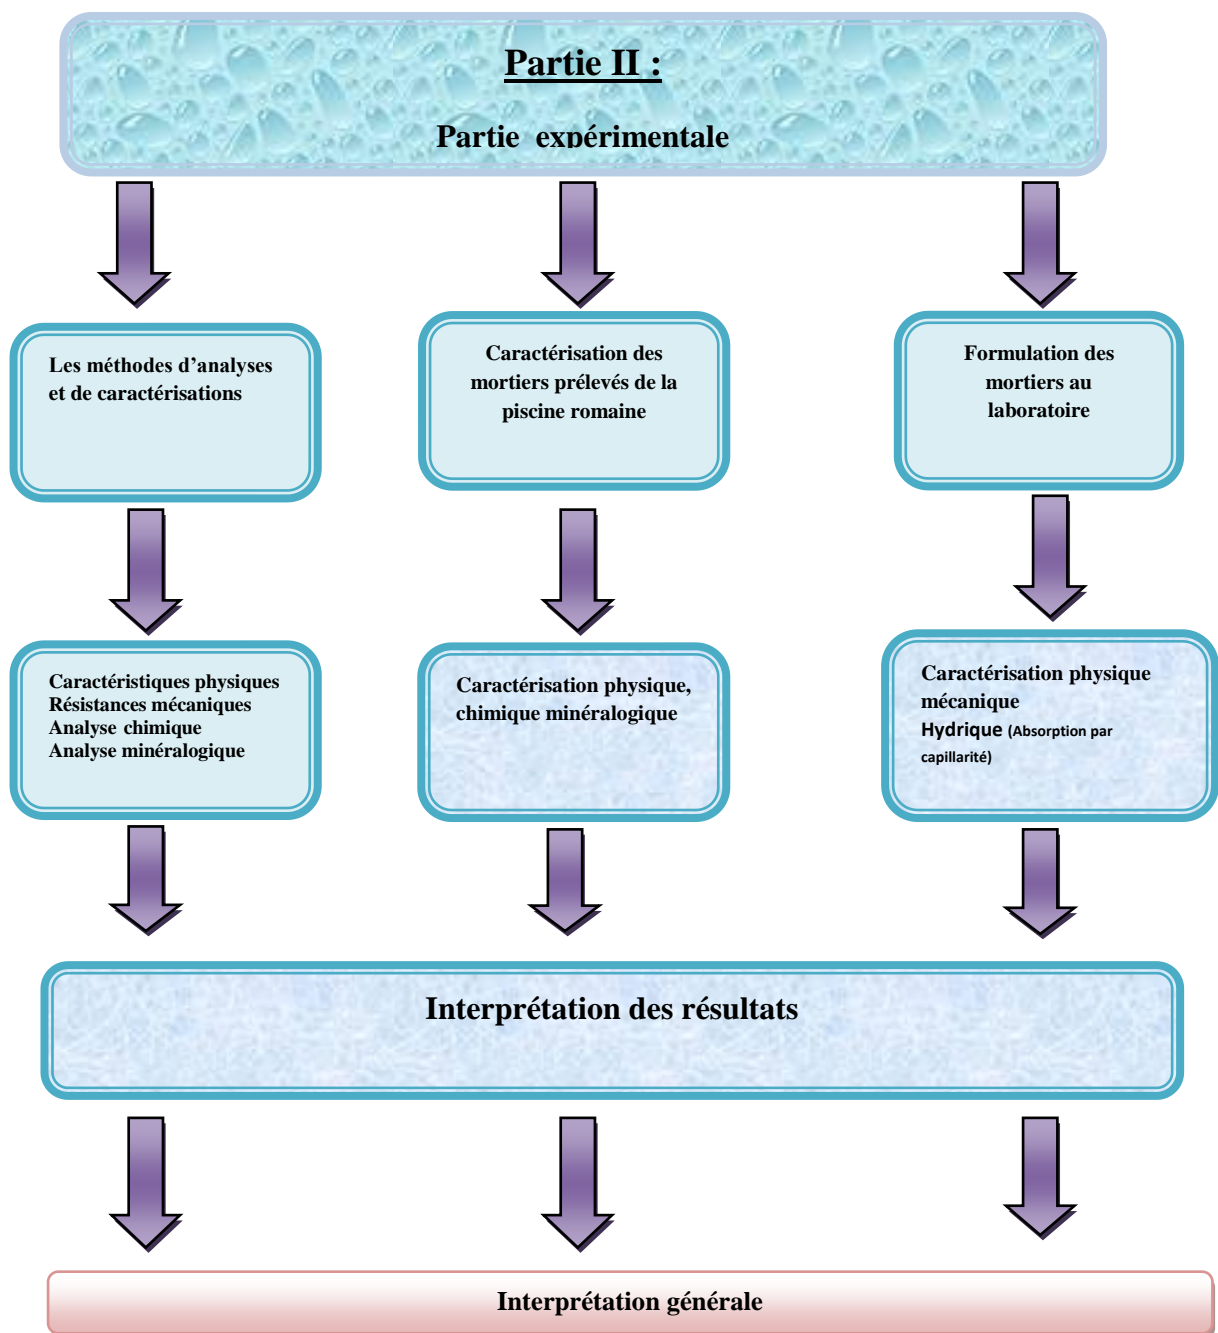 Partie II :
Partie expérimentale
Les méthodes d'analyses
et de caractérisations
Caractérisation des
mortiers prélevés de la
piscine romaine
Formulation des
mortiers au
laboratoire
Caractéristiques physiques
Résistances mécaniques
Analyse chimique
Analyse minéralogique
Caractérisation physique,
chimique minéralogique
Caractérisation physique
mécanique
Hydrique (Absorption par
capillarité)
Interprétation des résultats
Interprétation générale